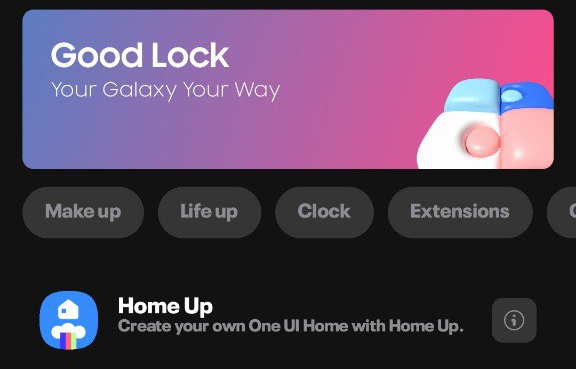 Good Lock
Your Galaxy Your Way
Make up
Life up
Clock
Extensions
Home Up
Create your own One UI Home with Home Up.